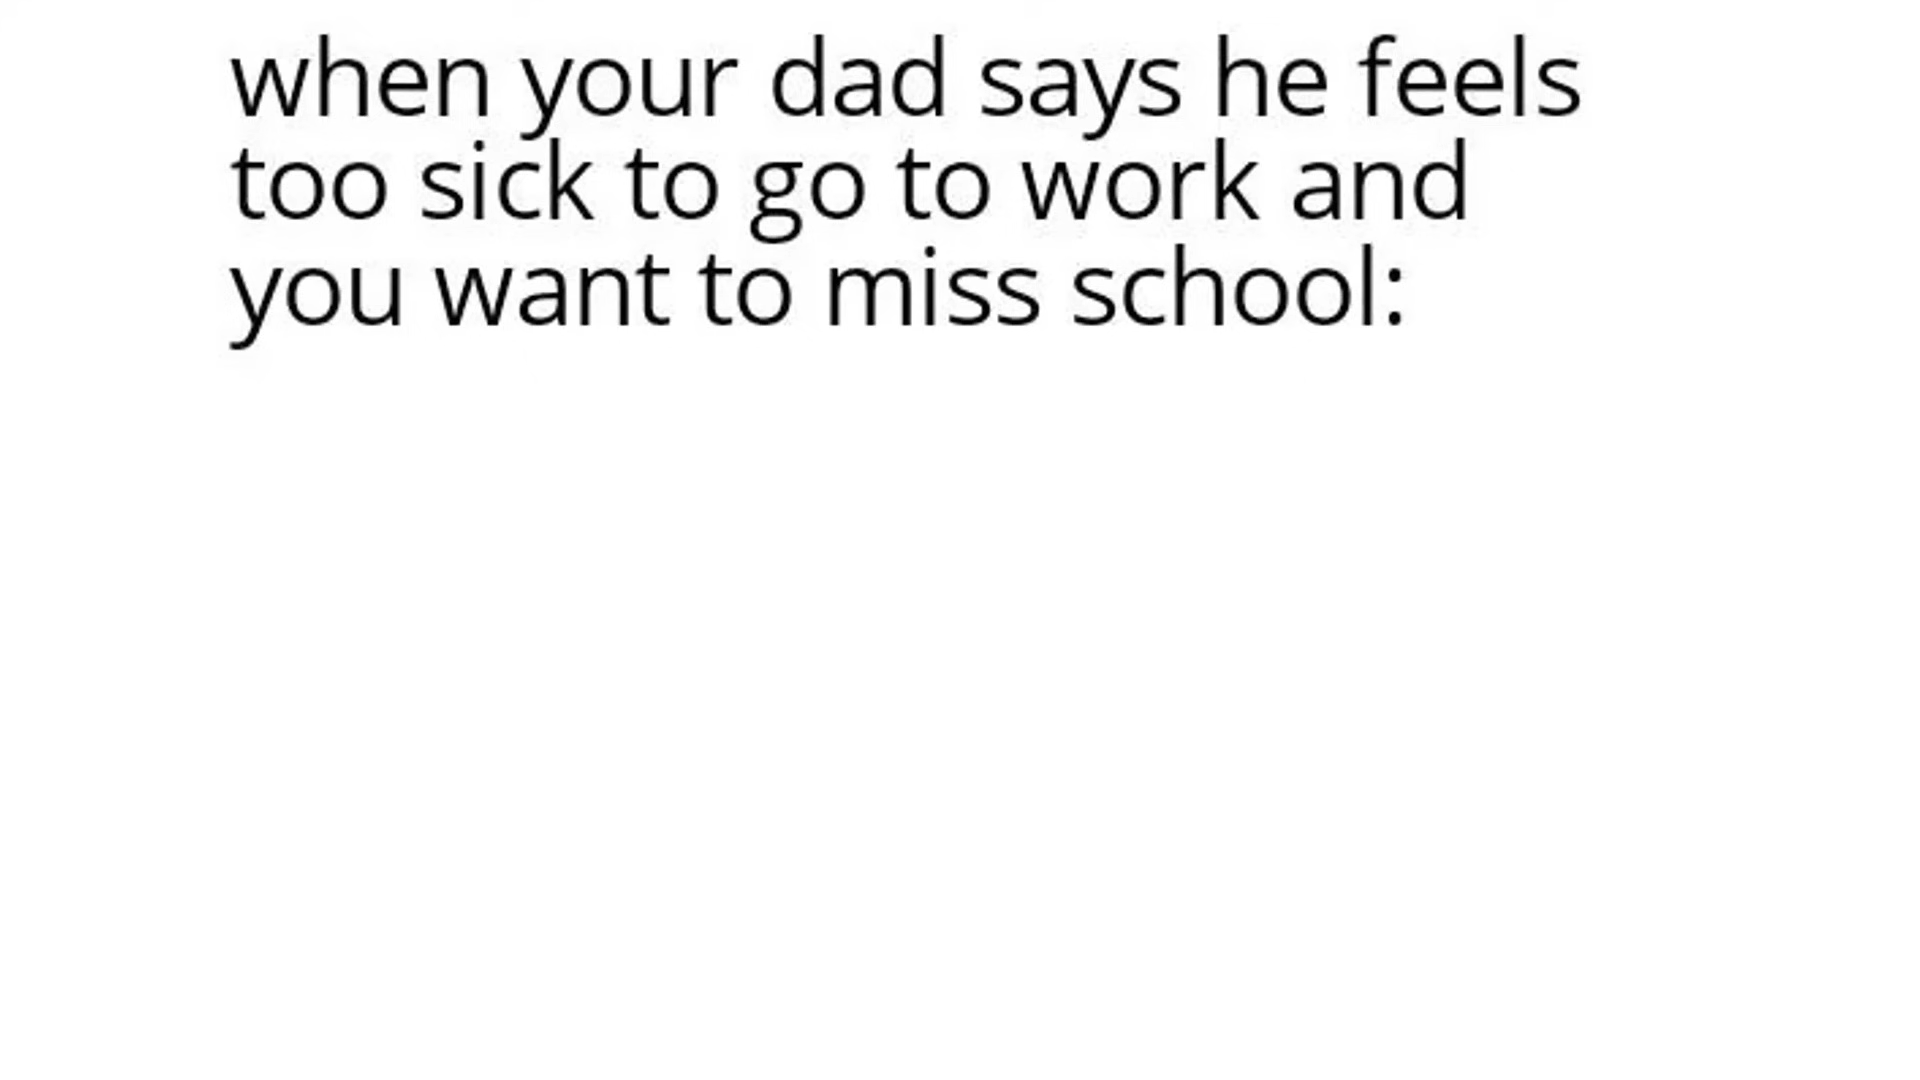 when your dad says he feels
too sick to go to work and
you want to miss school: